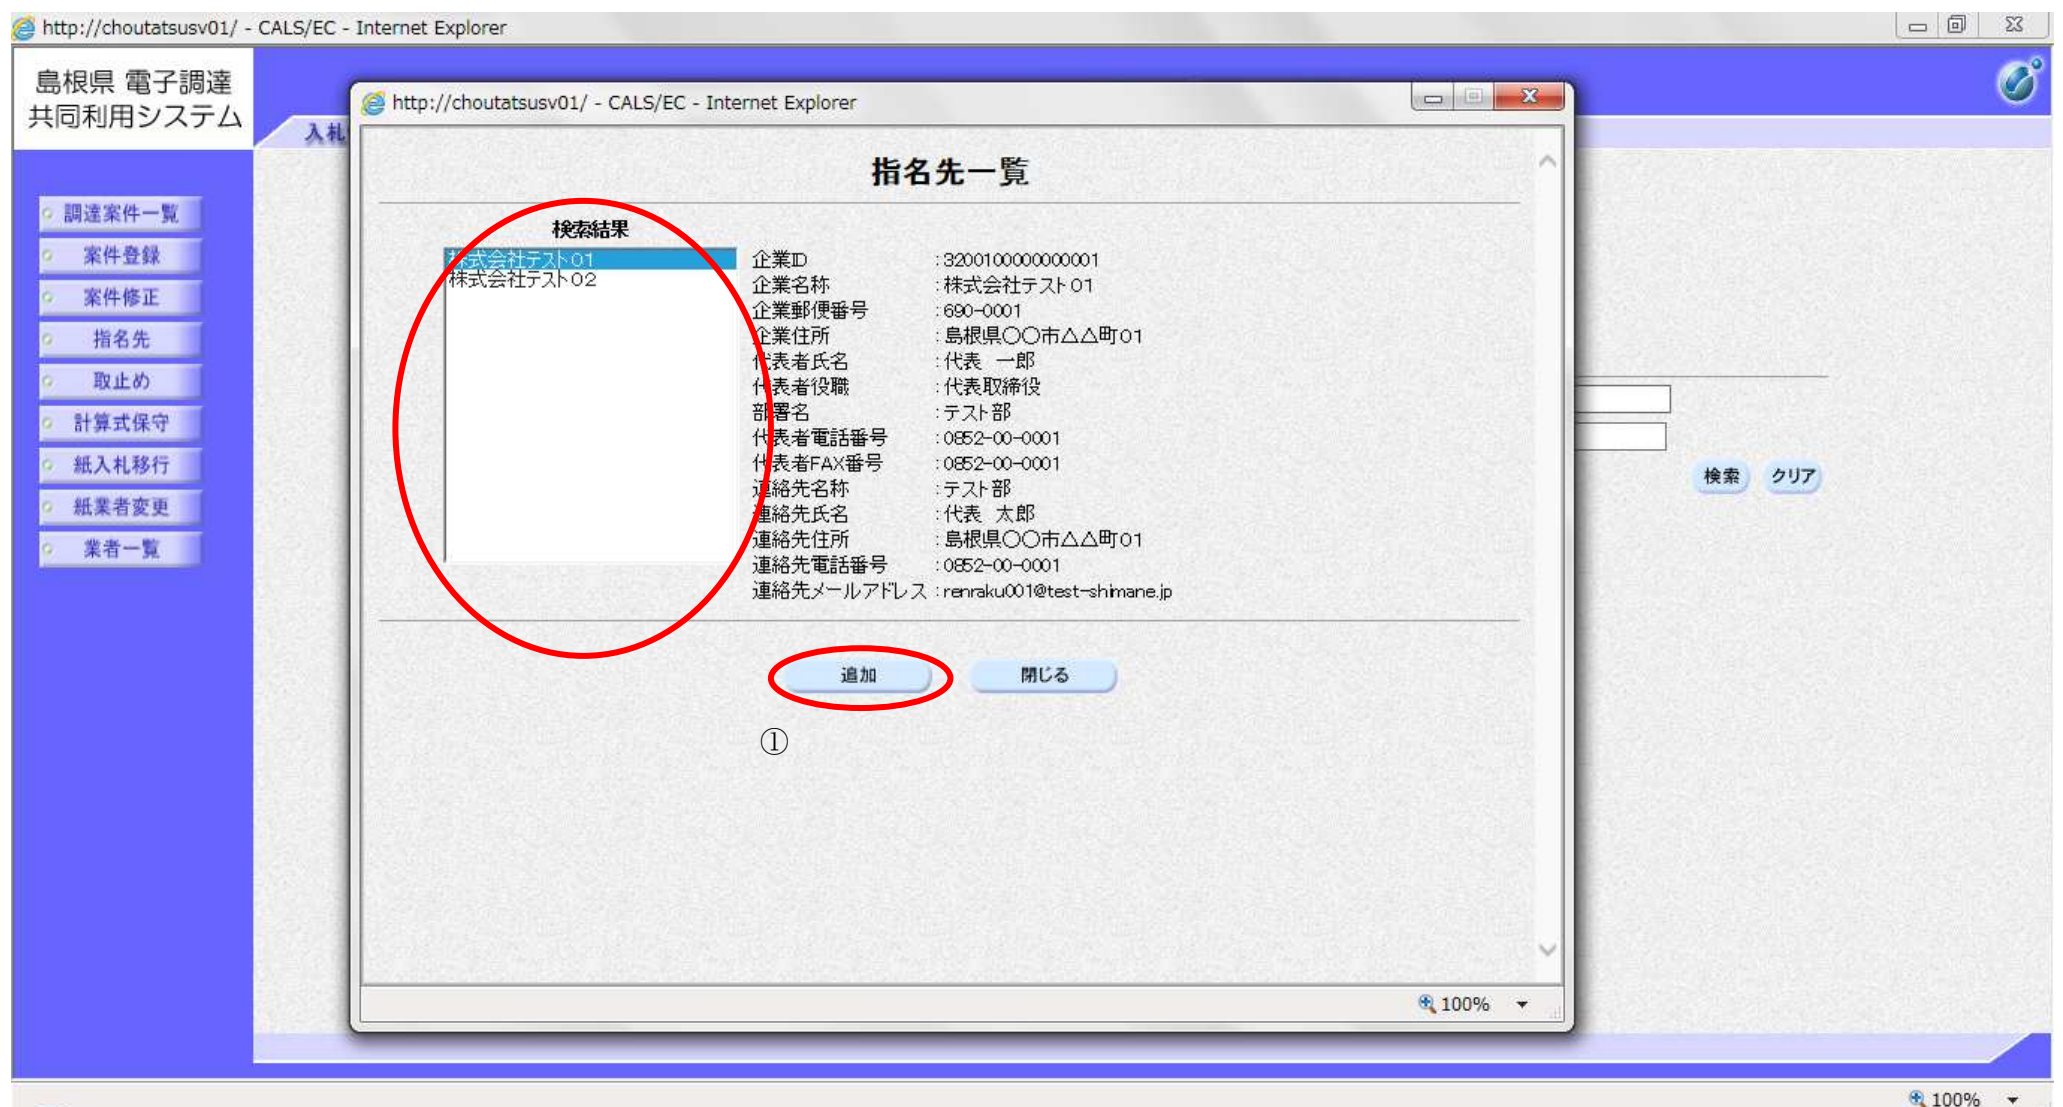 http://choutatsusv01/ - CALS/EC - Internet Explorer
島根県 電子調達
共同利用システム
入札
調達案件一覧
案件登録
案件修正
指名先
取止め
計算式保守
紙入札移行
紙業者変更
業者一覧
http://choutatsusv01/ - CALS/EC - Internet Explorer
指名先一覧
検索結果
株式会社テスト01
株式会社テスト02
企業ID :3200100000000001
企業名称 :株式会社テスト01
企業郵便番号 :690-0001
企業住所 :島根県〇〇市△△町01
代表者氏名 :代表 一郎
代表者役職 :代表取締役
部署名 :テスト部
代表者電話番号 :0852-00-0001
代表者FAX番号 :0852-00-0001
連絡先名称 :テスト部
連絡先氏名 :代表 太郎
連絡先住所 :島根県〇〇市△△町01
連絡先電話番号 :0852-00-0001
連絡先メールアドレス :renraku001@test-shimane.jp
追加 閉じる
①
100%
検索 クリア
100%